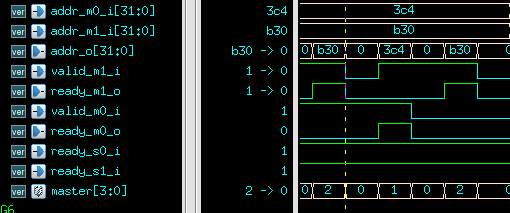 ver addr_m0_i[31:0] 3c4 3c4
ver addr_m1_i[31:0] b30 b30
ver addr_o[31:0] b30 -> 0 0 b30 0 3c4 0 b30 0
ver valid_m1_i 1 -> 0
ver ready_m1_o 1 -> 0
ver valid_m0_i 1
ver ready_m0_o 0
ver ready_s0_i 1
ver ready_s1_i 1
ver master[3:0] 2 -> 0 0 2 0 1 0 2 0
G6